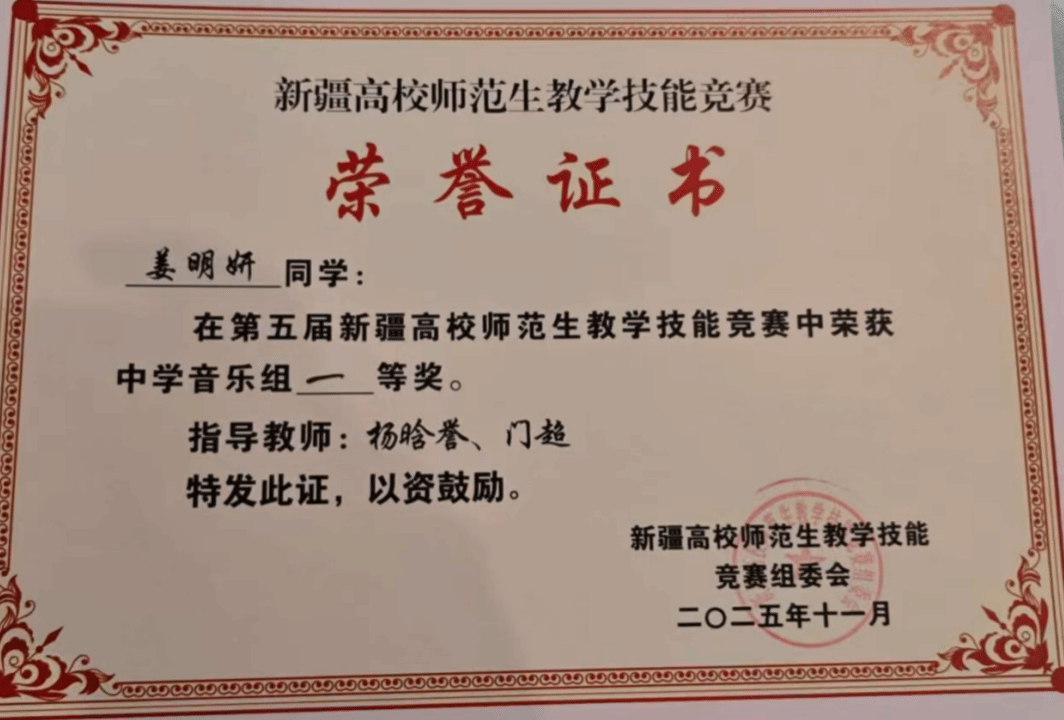 新疆高校师范生教学技能竞赛
荣誉证书
姜明妍同学：
在第五届新疆高校师范生教学技能竞赛中荣获
中学音乐组一等奖。
指导教师：杨晗誉、门超
特发此证，以资鼓励。
新疆高校师范生教学技能
竞赛组委会
二〇二五年十一月